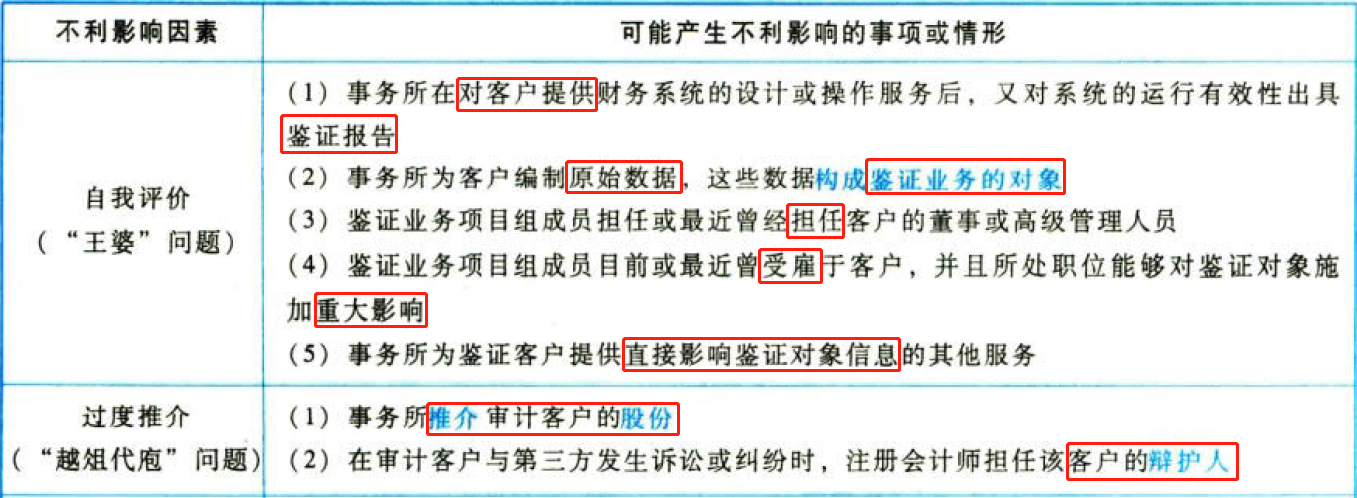 不利影响因素 可能产生不利影响的事项或情形
自我评价
（“王婆”问题）
（1）事务所在对客户提供财务系统的设计或操作服务后，又对系统的运行有效性出具
鉴证报告
（2）事务所为客户编制原始数据，这些数据构成鉴证业务的对象
（3）鉴证业务项目组成员担任或最近曾经担任客户的董事或高级管理人员
（4）鉴证业务项目组成员目前或最近曾受雇于客户，并且所处职位能够对鉴证对象施
加重大影响
（5）事务所为鉴证客户提供直接影响鉴证对象信息的其他服务
过度推介
（“越俎代庖”问题）
（1）事务所推介审计客户的股份
（2）在审计客户与第三方发生诉讼或纠纷时，注册会计师担任该客户的辩护人